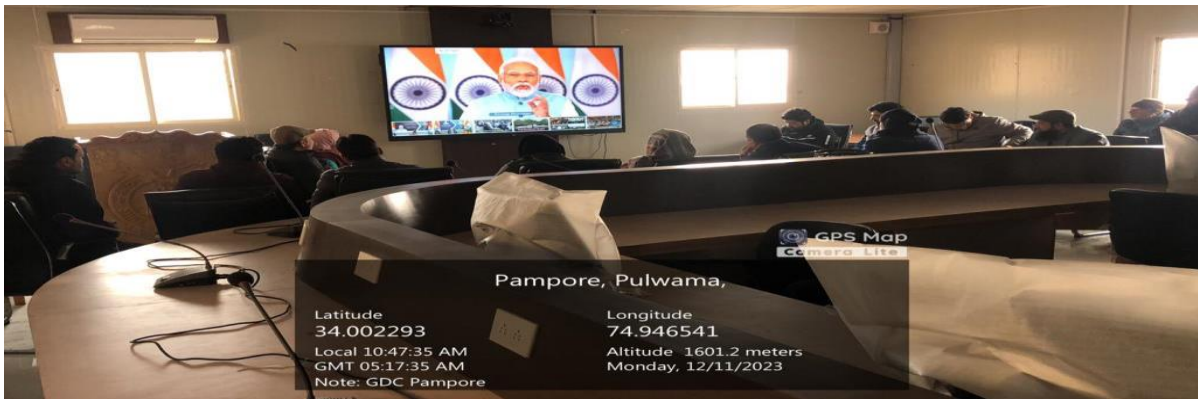 GPS Map
Camera Lite
Pampore, Pulwama,
Latitude
34.002293
Longitude
74.946541
Local 10:47:35 AM
GMT 05:17:35 AM
Altitude 1601.2 meters
Monday, 12/11/2023
Note: GDC Pampore